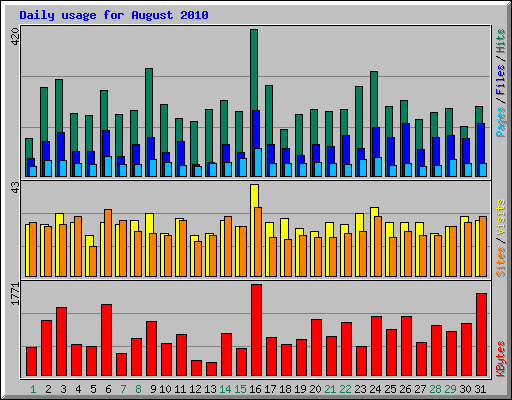 Daily usage for August 2010
420
Pages / Files / Hits
43
Sites / Visits
1771
KBytes
1 2 3 4 5 6 7 8 9 10 11 12 13 14 15 16 17 18 19 20 21 22 23 24 25 26 27 28 29 30 31